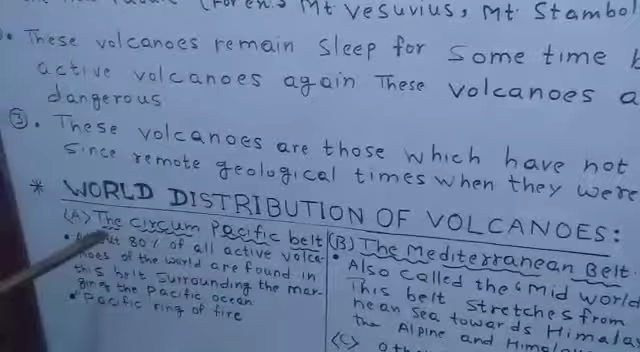 (For en: Mt Vesuvius, Mt Stambol
These volcanoes remain Sleep for Some time
active volcanoes again These volcanoes a
dangerous
③. These volcanoes are those which have not
Since remote geological times when they were
* WORLD DISTRIBUTION OF VOLCANOES:
(A) The Circum Pacific belt
• 80% of all active volca-
noes of the world are found in
this belt Surrounding the mar-
gin of the Pacific ocean
• Pacific ring of fire
(B) The Mediterranean Belt.
• Also called the "Mid world
This belt Stretches from
nean Sea towards Himala
the Alpine and Himal
(C)